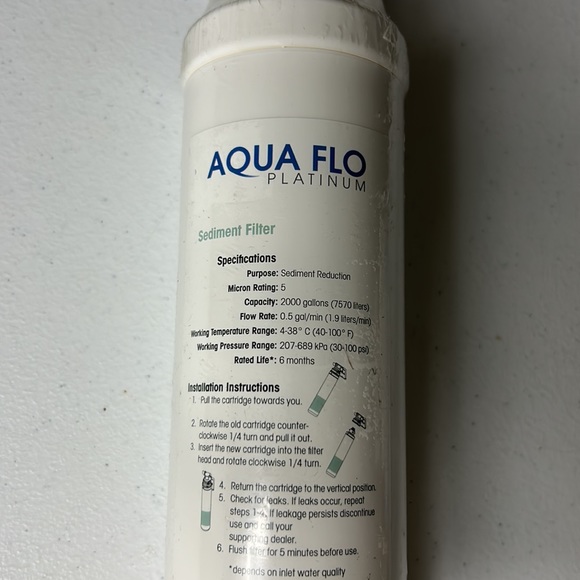 AQUA FLO
PLATINUM
Sediment Filter
Specifications
Purpose: Sediment Reduction
Micron Rating: 5
Capacity: 2000 gallons (7570 liters)
Flow Rate: 0.5 gal/min (1.9 liters/min)
Working Temperature Range: 4-38° C (40-100° F)
Working Pressure Range: 207-689 kPa (30-100 psi)
Rated Life*: 6 months
Installation Instructions
1. Pull the cartridge towards you.
2. Rotate the old cartridge counter-
clockwise 1/4 turn and pull it out.
3. Insert the new cartridge into the filter
head and rotate clockwise 1/4 turn.
4. Return the cartridge to the vertical position.
5. Check for leaks. If leaks occur, repeat
steps 1-4. If leakage persists discontinue
use and call your
supporting dealer.
6. Flush filter for 5 minutes before use.
*depends on inlet water quality